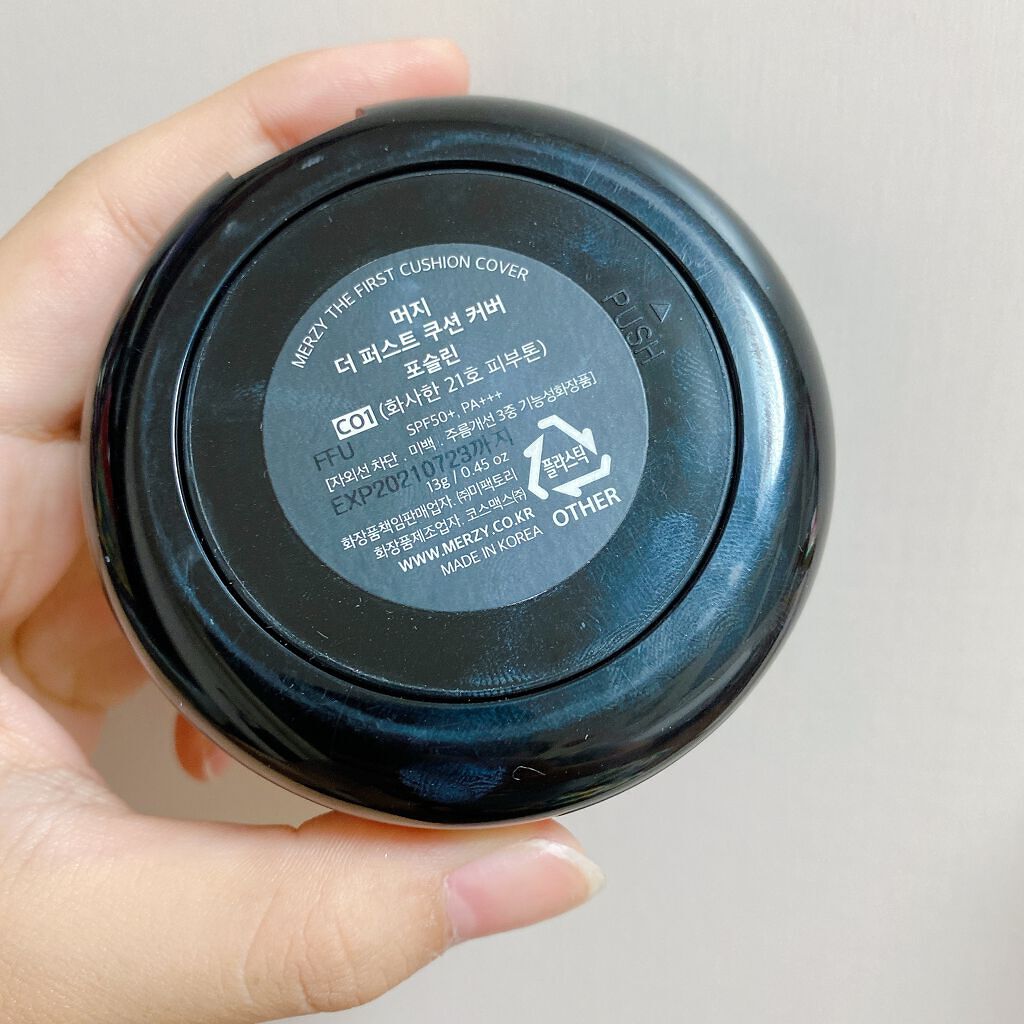 MERZY THE FIRST CUSHION COVER
머지
더 퍼스트 쿠션 커버
포슬린
CO1 (화사한 21호 피부톤)
SPF50+, PA+++
FFU
[자외선 차단 . 미백 . 주름개선 3중 기능성화장품]
EXP20210723까지
13g / 0.45 oz
화장품책임판매업자. ㈜미팩토리
화장품제조업자. 코스맥스㈜
WWW.MERZY.CO.KR
MADE IN KOREA
플라스틱
OTHER
PUSH